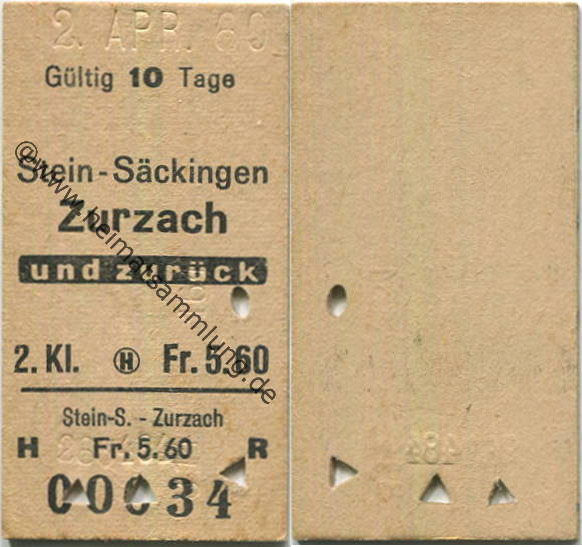 2. APR. 80
Gültig 10 Tage
Stein-Säckingen
Zurzach
und zurück
2. Kl. H Fr. 5.60
Stein-S. - Zurzach
H Fr. 5.60 R
00034
©www.heimatsammlung.de